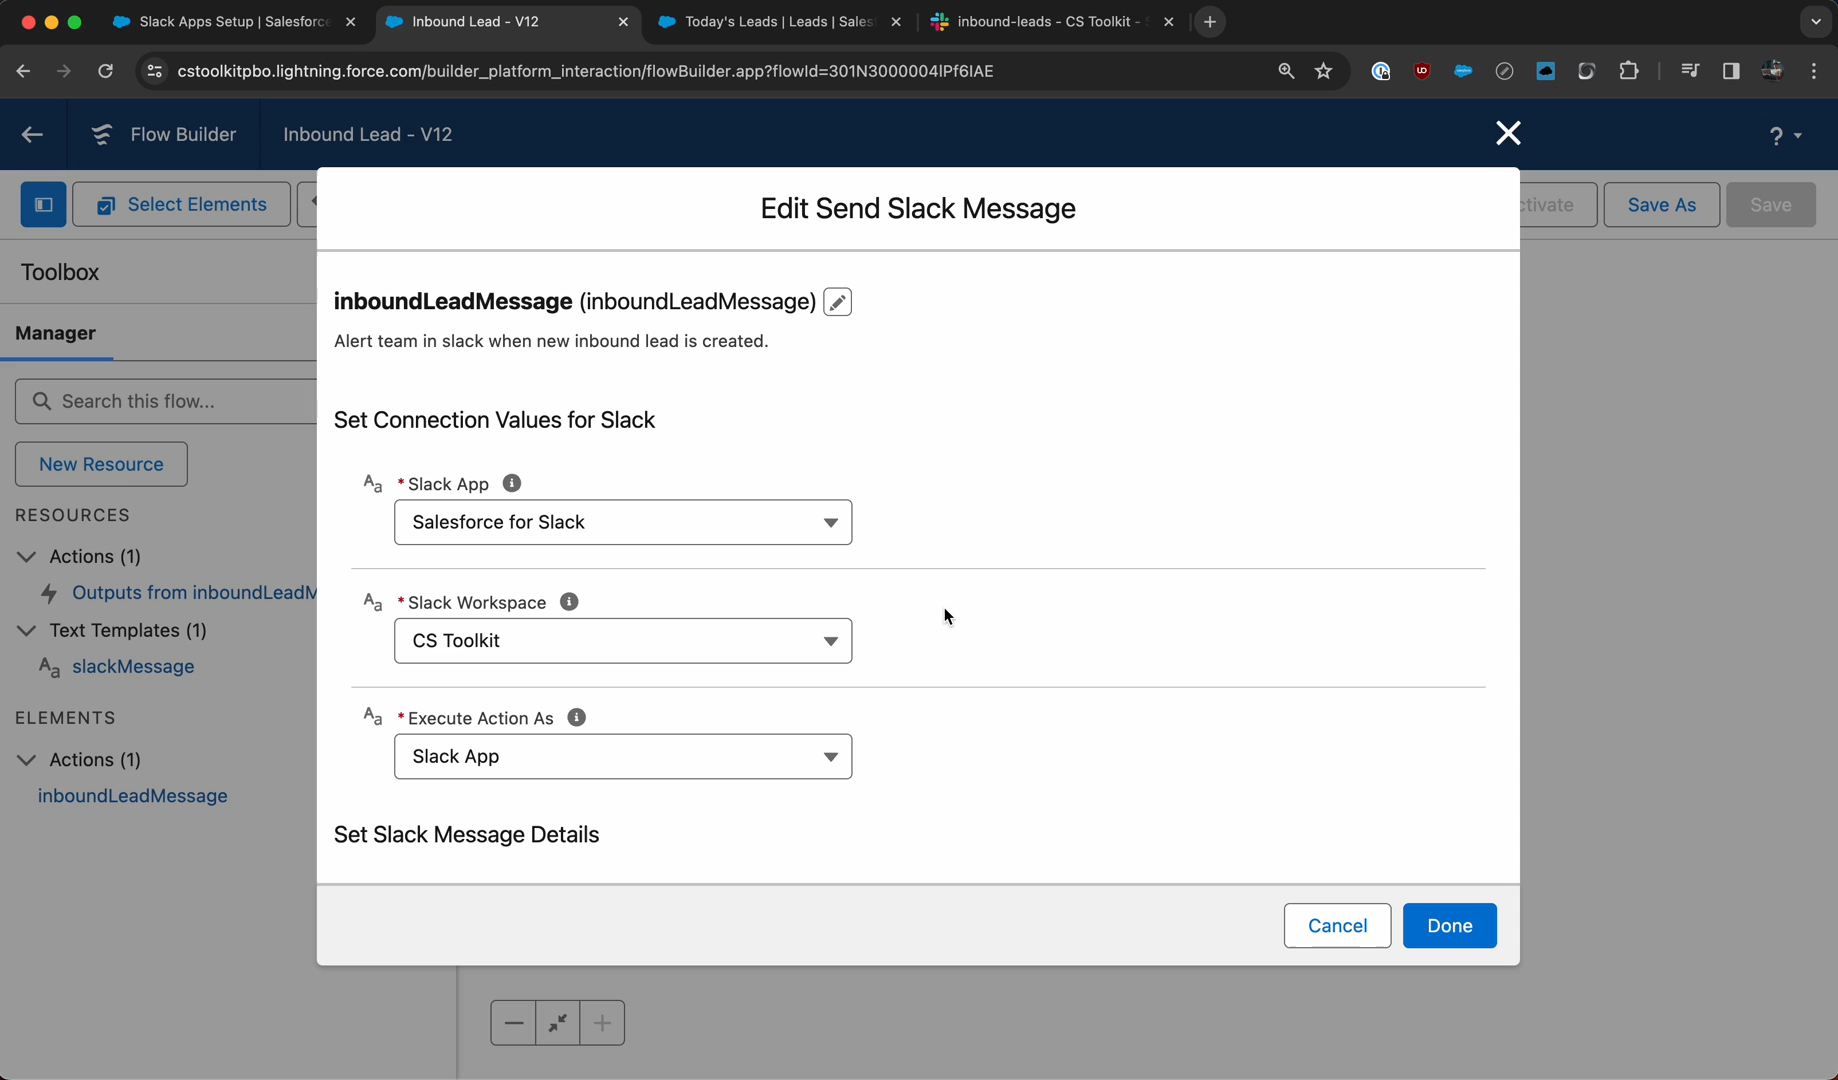 Slack Apps Setup | Salesforce
Inbound Lead - V12
Today's Leads | Leads | Sales
inbound-leads - CS Toolkit - S
cstoolkitpbo.lightning.force.com/builder_platform_interaction/flowBuilder.app?flowId=301N3000004IPf6IAE
Flow Builder
Inbound Lead - V12
?
Select Elements
Edit Send Slack Message
ctivate
Save As
Save
Toolbox
Manager
Search this flow...
New Resource
RESOURCES
Actions (1)
Outputs from inboundLeadM
Text Templates (1)
Aa slackMessage
ELEMENTS
Actions (1)
inboundLeadMessage
inboundLeadMessage (inboundLeadMessage)
Alert team in slack when new inbound lead is created.
Set Connection Values for Slack
Aa * Slack App
Salesforce for Slack
Aa * Slack Workspace
CS Toolkit
Aa * Execute Action As
Slack App
Set Slack Message Details
Cancel
Done